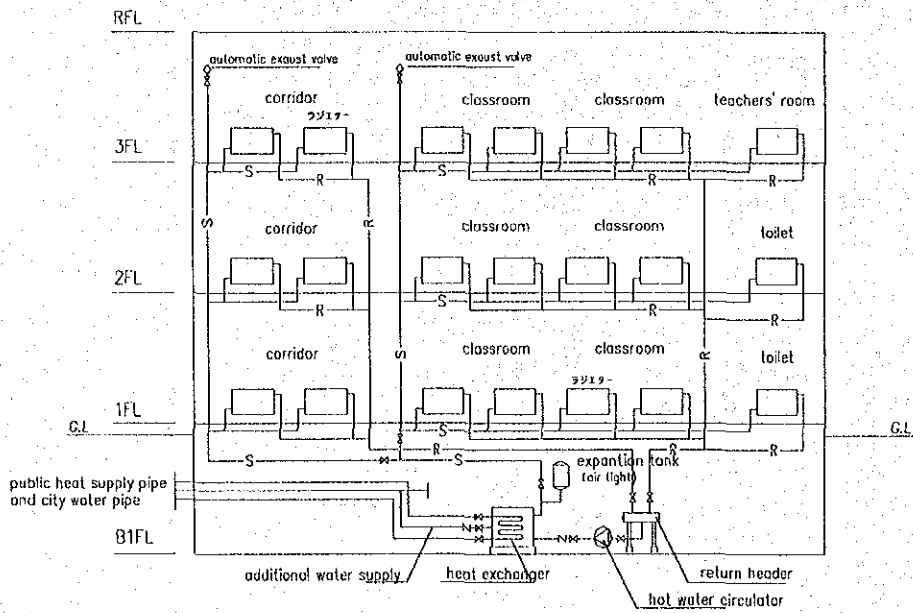 RFL
automatic exaust valve
automatic exaust valve
corridor
classroom
classroom
teachers' room
ラジエター
3FL
S
R
S
R
R
S
R
corridor
classroom
classroom
toilet
2FL
R
S
R
R
S
R
corridor
classroom
classroom
toilet
ラジエター
1FL
S
G.L
G.L
R
R
R
S
S
expantion tank
(air tight)
public heat supply pipe
and city water pipe
B1FL
additional water supply
heat exchanger
return header
hot water circulator